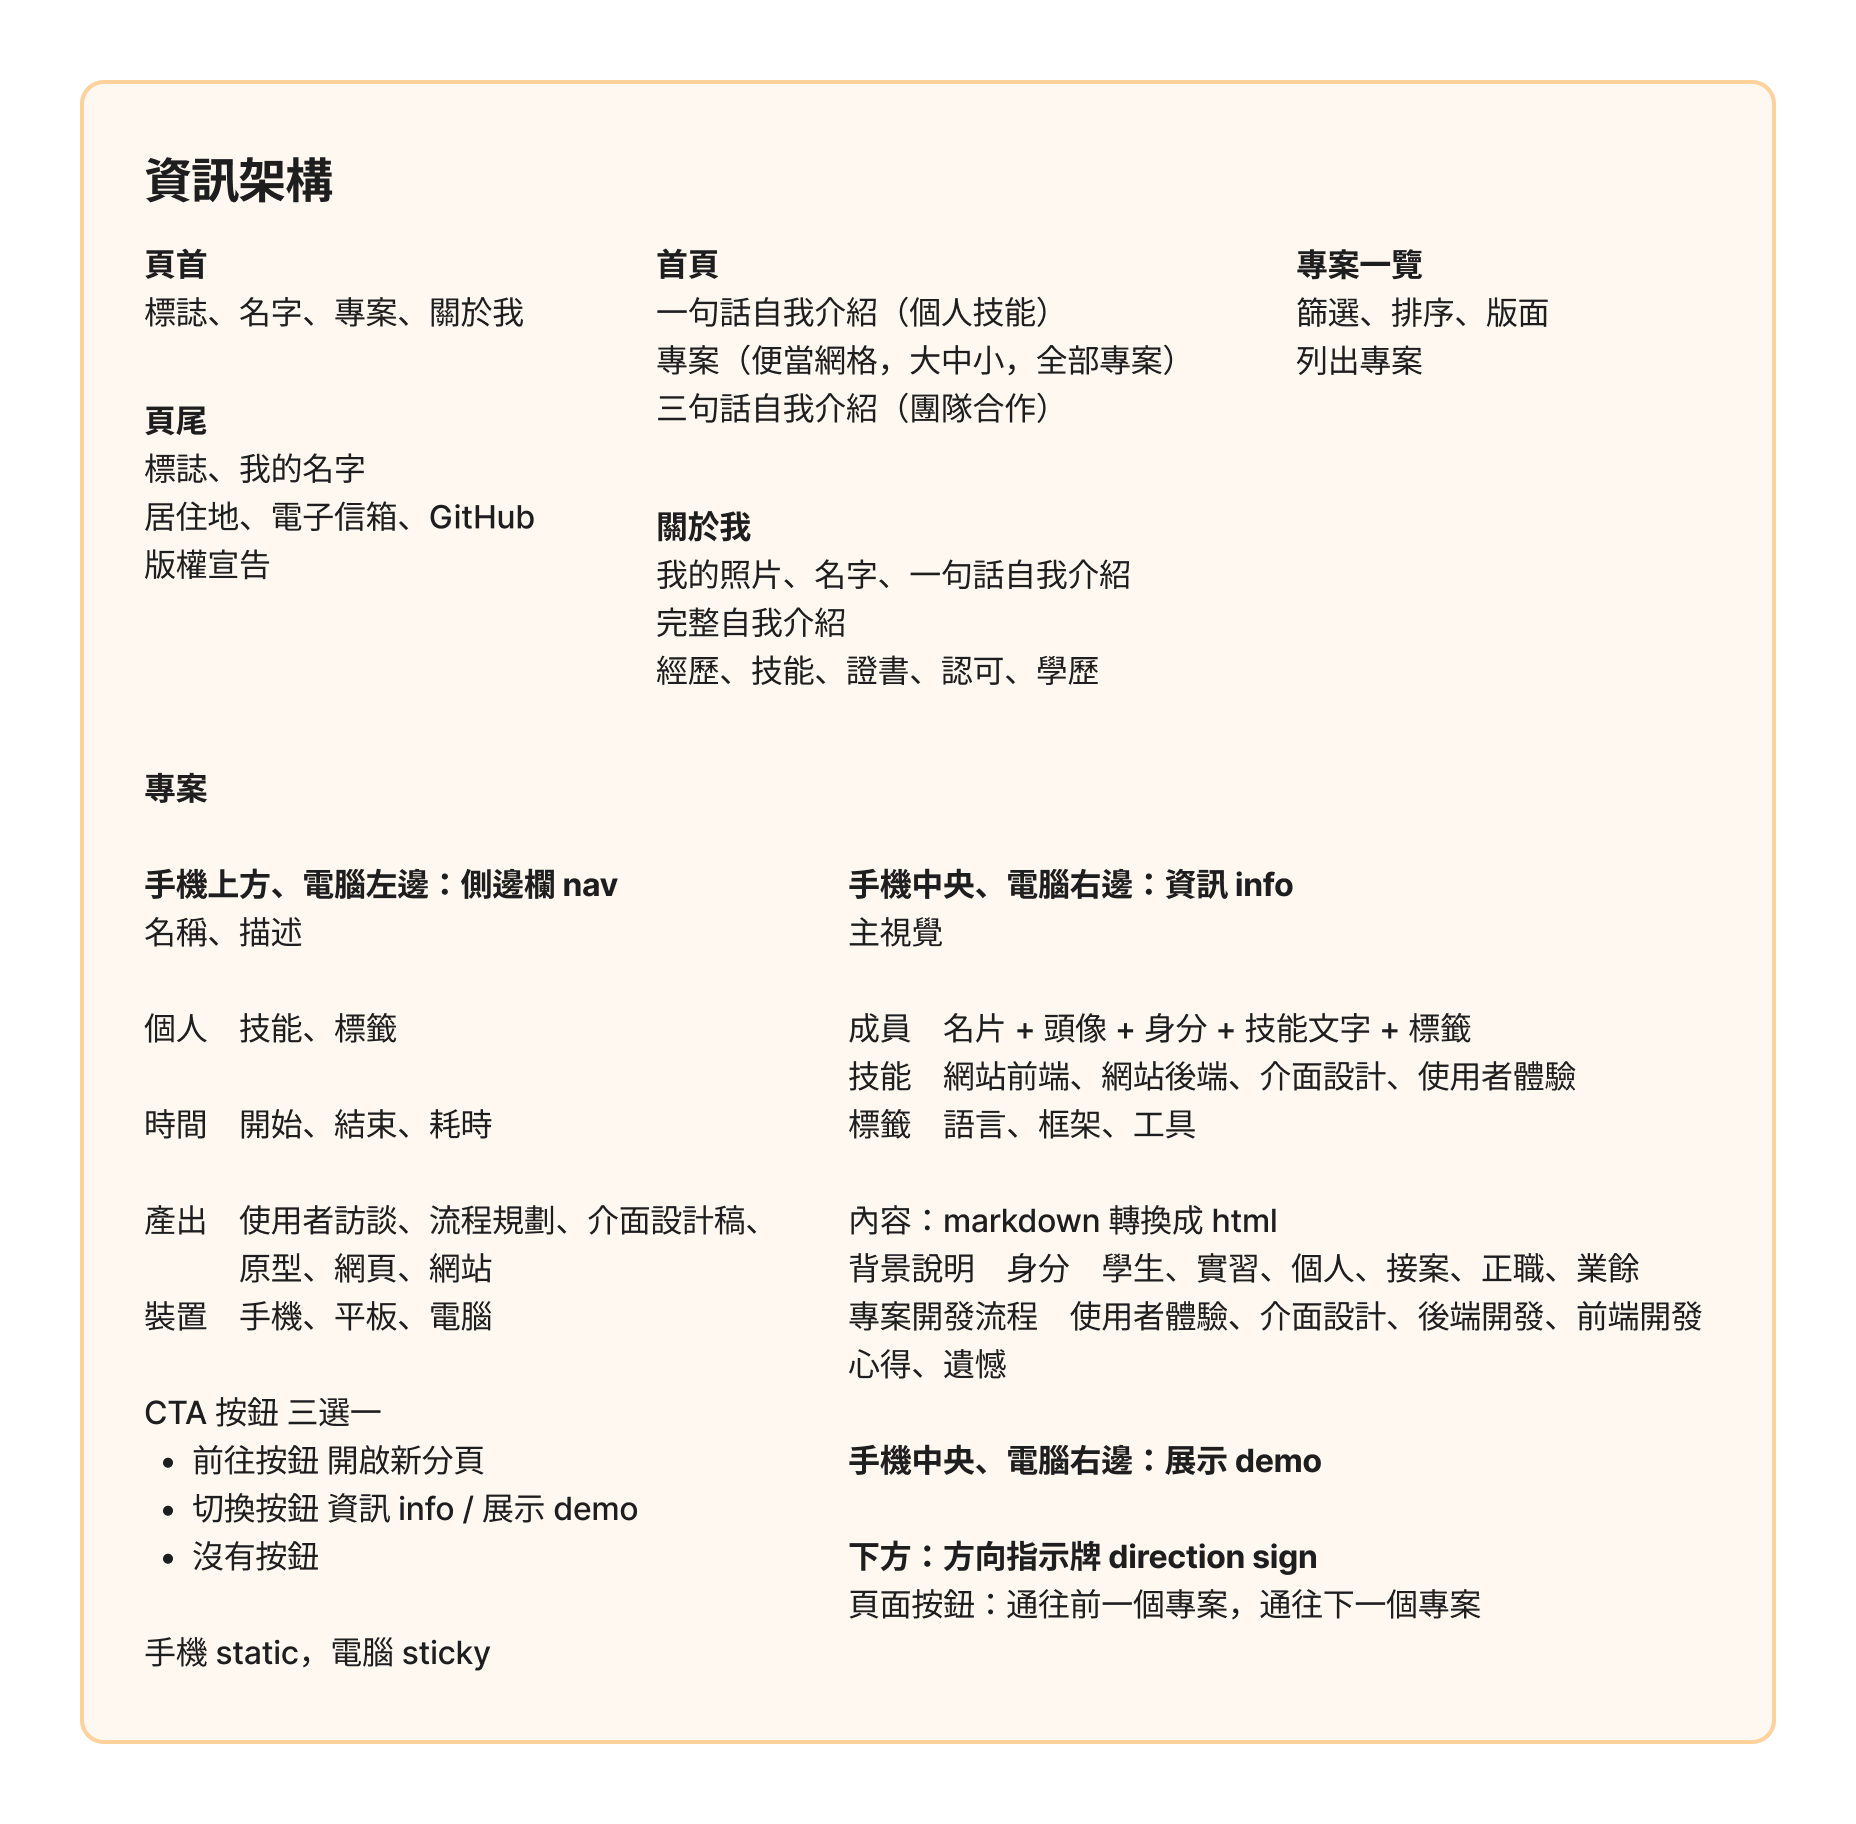 資訊架構
頁首
標誌、名字、專案、關於我
頁尾
標誌、我的名字
居住地、電子信箱、GitHub
版權宣告
首頁
一句話自我介紹（個人技能）
專案（便當網格，大中小，全部專案）
三句話自我介紹（團隊合作）
關於我
我的照片、名字、一句話自我介紹
完整自我介紹
經歷、技能、證書、認可、學歷
專案一覽
篩選、排序、版面
列出專案
專案
手機上方、電腦左邊：側邊欄 nav
名稱、描述
個人　技能、標籤
時間　開始、結束、耗時
產出　使用者訪談、流程規劃、介面設計稿、
原型、網頁、網站
裝置　手機、平板、電腦
CTA 按鈕 三選一
• 前往按鈕 開啟新分頁
• 切換按鈕 資訊 info / 展示 demo
• 沒有按鈕
手機 static，電腦 sticky
手機中央、電腦右邊：資訊 info
主視覺
成員　名片 + 頭像 + 身分 + 技能文字 + 標籤
技能　網站前端、網站後端、介面設計、使用者體驗
標籤　語言、框架、工具
內容：markdown 轉換成 html
背景說明　身分　學生、實習、個人、接案、正職、業餘
專案開發流程　使用者體驗、介面設計、後端開發、前端開發
心得、遺憾
手機中央、電腦右邊：展示 demo
下方：方向指示牌 direction sign
頁面按鈕：通往前一個專案，通往下一個專案